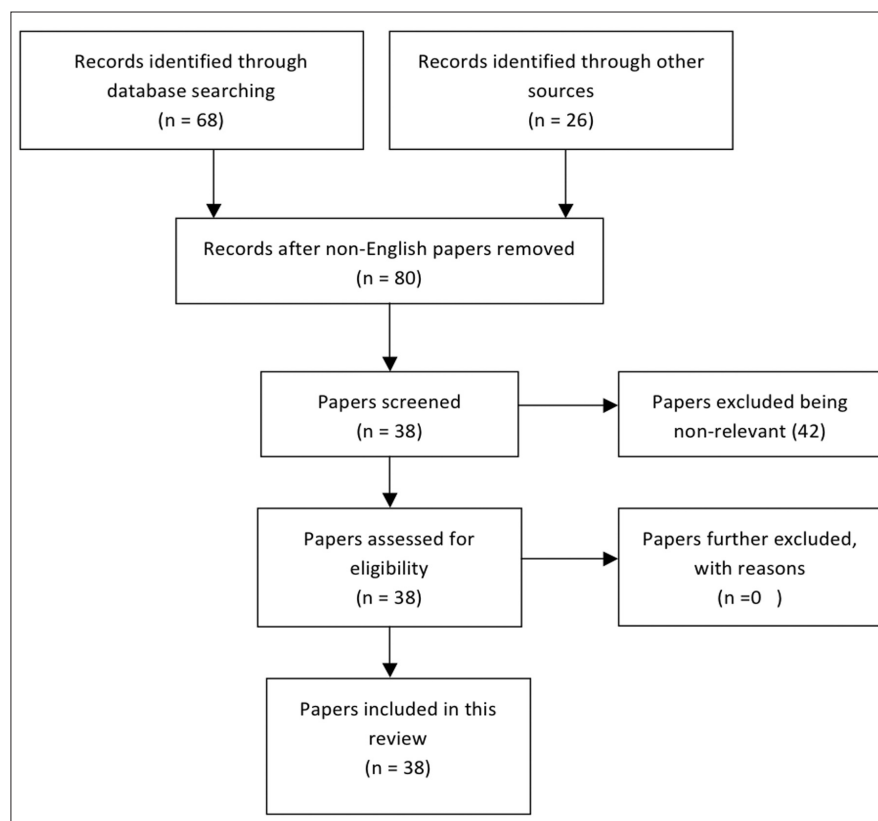 Records identified through
database searching
(n = 68)
Records identified through other
sources
(n = 26)
Records after non-English papers removed
(n = 80)
Papers screened
(n = 38)
Papers excluded being
non-relevant (42)
Papers assessed for
eligibility
(n = 38)
Papers further excluded,
with reasons
(n =0   )
Papers included in this
review
(n = 38)